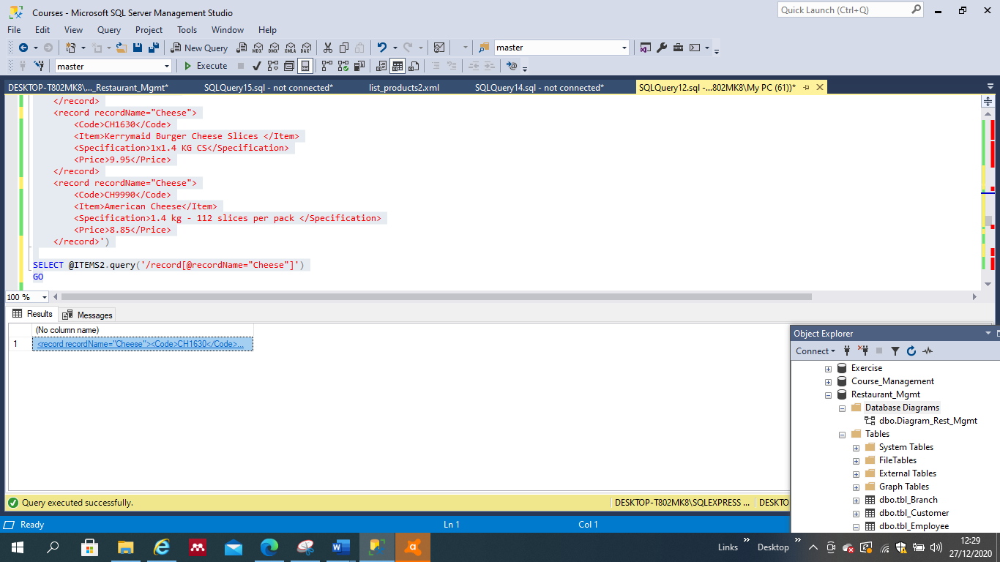 Courses - Microsoft SQL Server Management Studio
Quick Launch (Ctrl+Q)
File Edit View Query Project Tools Window Help
New Query
MDX DMX XMLA DAX
master
master
Execute
DESKTOP-T802MK8\..._Restaurant_Mgmt*
SQLQuery15.sql - not connected*
list_products2.xml
SQLQuery14.sql - not connected*
SQLQuery12.sql -...802MK8\My PC (61))*
</record>
<record recordName="Cheese">
<Code>CH1630</Code>
<Item>Kerrymaid Burger Cheese Slices </Item>
<Specification>1x1.4 KG CS</Specification>
<Price>9.95</Price>
</record>
<record recordName="Cheese">
<Code>CH9990</Code>
<Item>American Cheese</Item>
<Specification>1.4 kg - 112 slices per pack </Specification>
<Price>8.85</Price>
</record>')
SELECT @ITEMS2.query('/record[@recordName="Cheese"]')
GO
100 %
Results
Messages
(No column name)
1
<record recordName="Cheese"><Code>CH1630</Code>...
Query executed successfully.
DESKTOP-T802MK8\SQLEXPRESS ...
DESKTO
Object Explorer
Connect
Exercise
Course_Management
Restaurant_Mgmt
Database Diagrams
dbo.Diagram_Rest_Mgmt
Tables
System Tables
FileTables
External Tables
Graph Tables
dbo.tbl_Branch
dbo.tbl_Customer
dbo.tbl_Employee
Ready
Ln 1
Col 1
Links
Desktop
12:29
27/12/2020